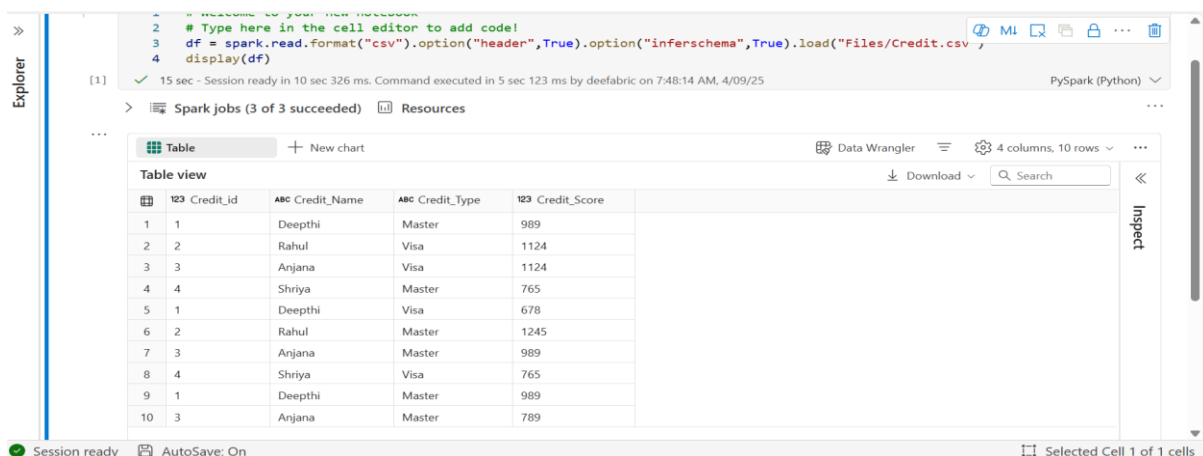 1 # Welcome to your new notebook
2 # Type here in the cell editor to add code!
3 df = spark.read.format("csv").option("header",True).option("inferschema",True).load("Files/Credit.csv")
4 display(df)
M↓
[1] 15 sec - Session ready in 10 sec 326 ms. Command executed in 5 sec 123 ms by deefabric on 7:48:14 AM, 4/09/25 PySpark (Python)
Explorer
Spark jobs (3 of 3 succeeded) Resources
Table + New chart Data Wrangler 4 columns, 10 rows
Table view Download Search
Inspect
123 Credit_id ABC Credit_Name ABC Credit_Type 123 Credit_Score
1 1 Deepthi Master 989
2 2 Rahul Visa 1124
3 3 Anjana Visa 1124
4 4 Shriya Master 765
5 1 Deepthi Visa 678
6 2 Rahul Master 1245
7 3 Anjana Master 989
8 4 Shriya Visa 765
9 1 Deepthi Master 989
10 3 Anjana Master 789
Session ready AutoSave: On Selected Cell 1 of 1 cells